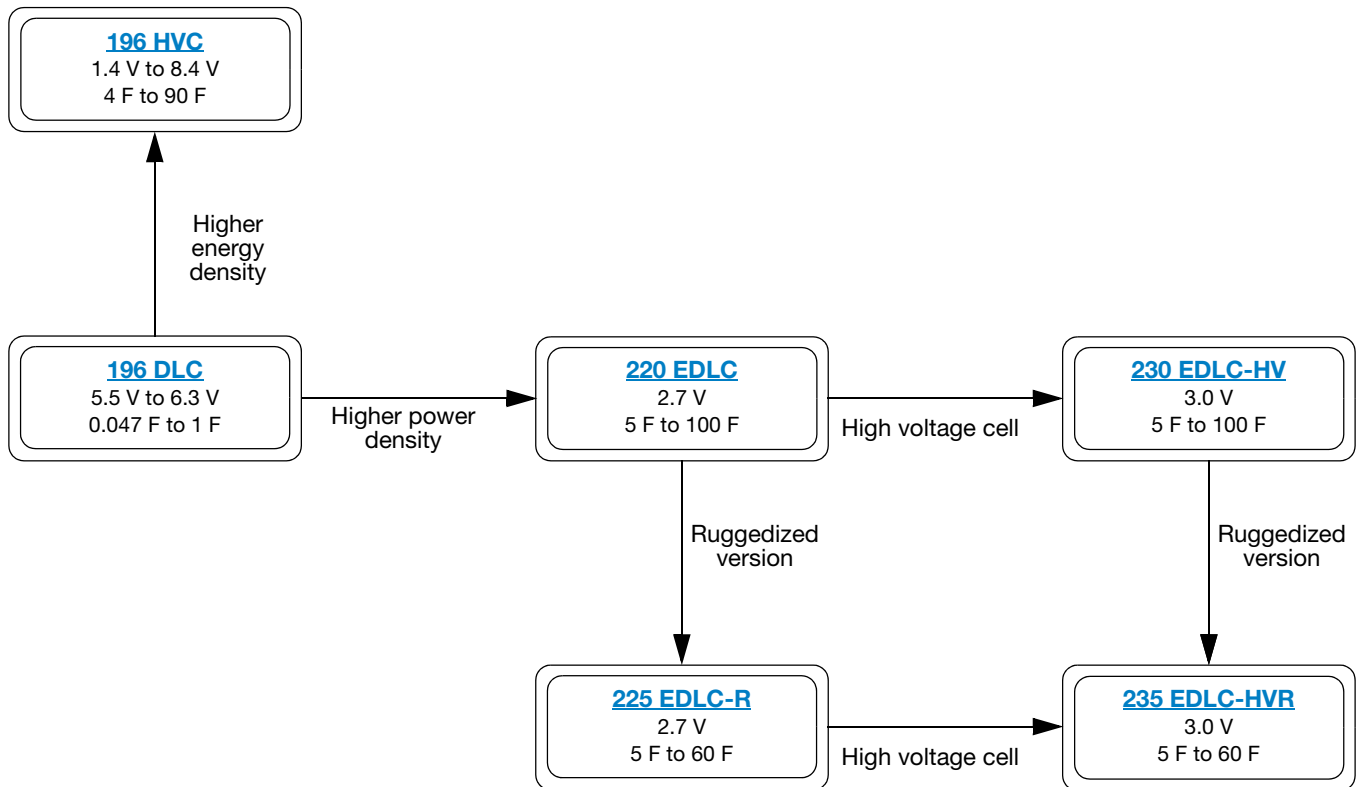 196 HVC
1.4 V to 8.4 V
4 F to 90 F
Higher
energy
density
196 DLC
5.5 V to 6.3 V
0.047 F to 1 F
Higher power
density
220 EDLC
2.7 V
5 F to 100 F
High voltage cell
230 EDLC-HV
3.0 V
5 F to 100 F
Ruggedized
version
Ruggedized
version
225 EDLC-R
2.7 V
5 F to 60 F
High voltage cell
235 EDLC-HVR
3.0 V
5 F to 60 F